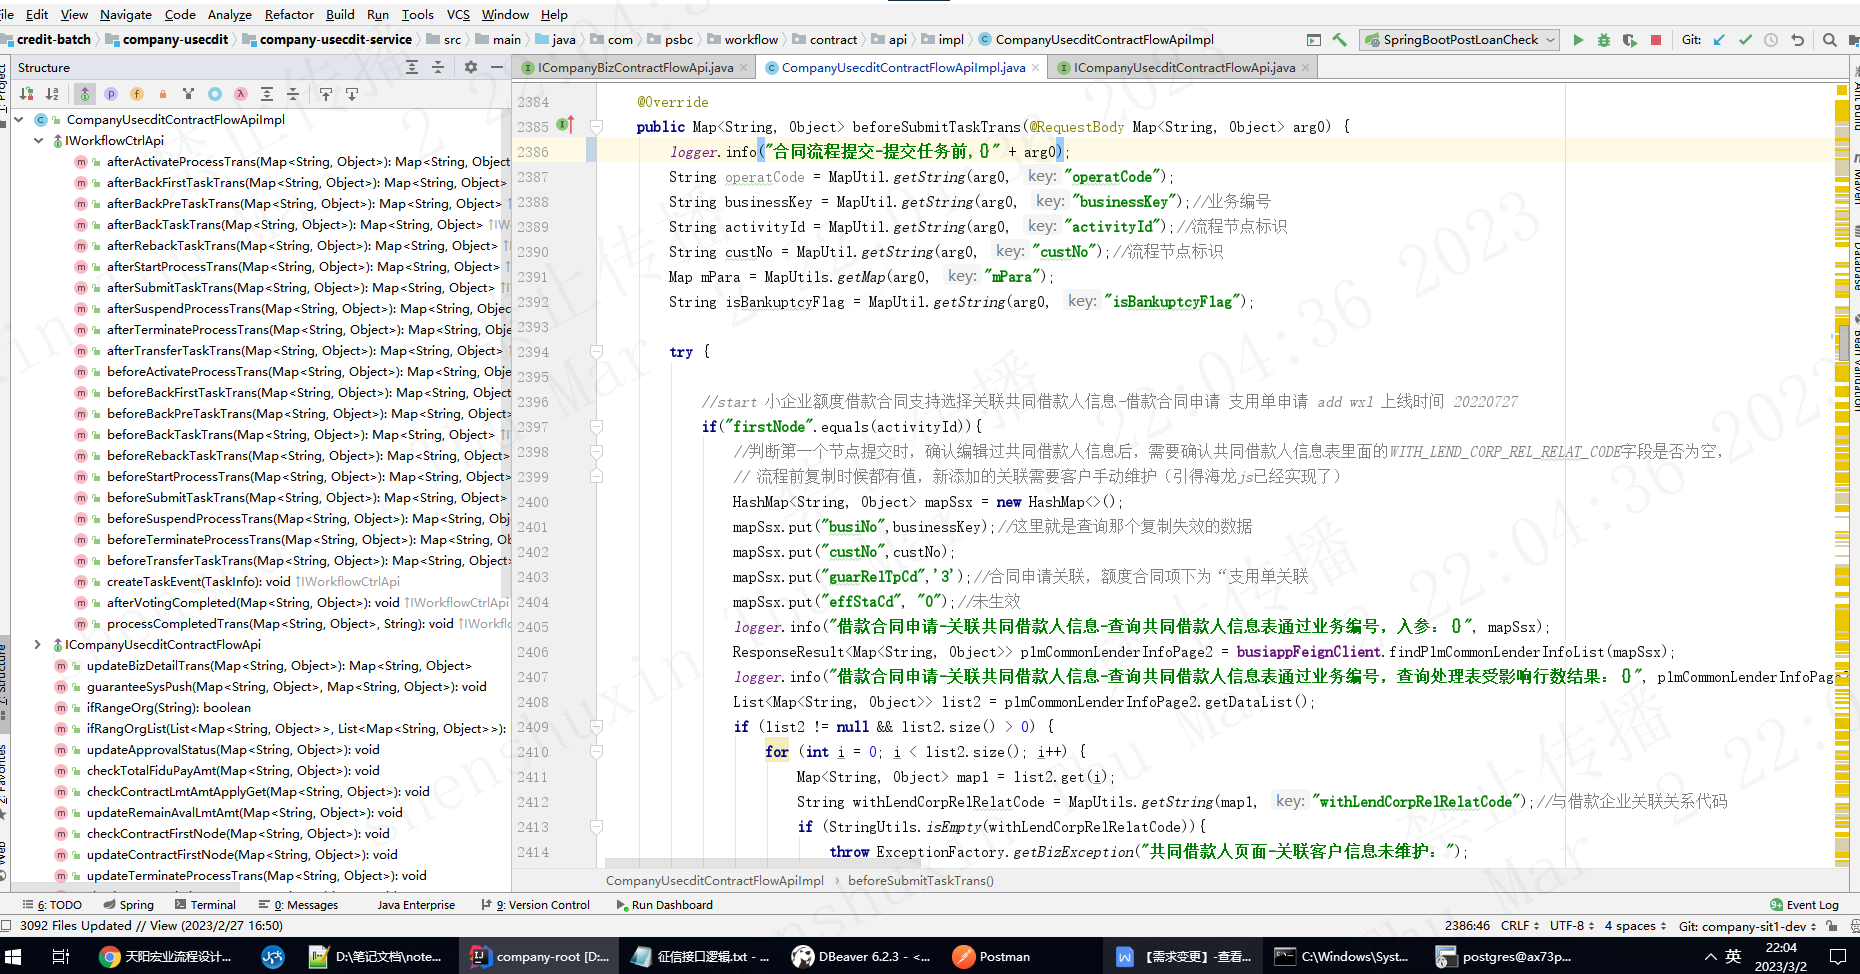 ile Edit View Navigate Code Analyze Refactor Build Run Tools VCS Window Help
credit-batch company-usecdit company-usecdit-service src main java com psbc workflow contract api impl CompanyUsecditContractFlowApiImpl SpringBootPostLoanCheck Git:
Structure ICompanyBizContractFlowApi.java CompanyUsecditContractFlowApiImpl.java ICompanyUsecditContractFlowApi.java
CompanyUsecditContractFlowApiImpl
IWorkflowCtrlApi
afterActivateProcessTrans(Map<String, Object>): Map<String, Objec
afterBackFirstTaskTrans(Map<String, Object>): Map<String, Object>
afterBackPreTaskTrans(Map<String, Object>): Map<String, Object>
afterBackTaskTrans(Map<String, Object>): Map<String, Object> ↑IW
afterRebackTaskTrans(Map<String, Object>): Map<String, Object>
afterStartProcessTrans(Map<String, Object>): Map<String, Object>
afterSubmitTaskTrans(Map<String, Object>): Map<String, Object>
afterSuspendProcessTrans(Map<String, Object>): Map<String, Objec
afterTerminateProcessTrans(Map<String, Object>): Map<String, Obje
afterTransferTaskTrans(Map<String, Object>): Map<String, Object>
beforeActivateProcessTrans(Map<String, Object>): Map<String, Obje
beforeBackFirstTaskTrans(Map<String, Object>): Map<String, Object
beforeBackPreTaskTrans(Map<String, Object>): Map<String, Object>
beforeBackTaskTrans(Map<String, Object>): Map<String, Object>
beforeRebackTaskTrans(Map<String, Object>): Map<String, Object>
beforeStartProcessTrans(Map<String, Object>): Map<String, Object>
beforeSubmitTaskTrans(Map<String, Object>): Map<String, Object>
beforeSuspendProcessTrans(Map<String, Object>): Map<String, Ob
beforeTerminateProcessTrans(Map<String, Object>): Map<String, Ob
beforeTransferTaskTrans(Map<String, Object>): Map<String, Object>
createTaskEvent(TaskInfo): void ↑IWorkflowCtrlApi
afterVotingCompleted(Map<String, Object>): void ↑IWorkflowCtrlApi
processCompletedTrans(Map<String, Object>, String): void ↑IWorkfl
ICompanyUsecditContractFlowApi
updateBizDetailTrans(Map<String, Object>): Map<String, Object>
guaranteeSysPush(Map<String, Object>, Map<String, Object>): void
ifRangeOrg(String): boolean
ifRangOrgList(List<Map<String, Object>>, List<Map<String, Object>>):
updateApprovalStatus(Map<String, Object>): void
checkTotalFiduPayAmt(Map<String, Object>): void
checkContractLmtAmtApplyGet(Map<String, Object>): void
updateRemainAvalLmtAmt(Map<String, Object>): void
checkContractFirstNode(Map<String, Object>): void
updateContractFirstNode(Map<String, Object>): void
updateTerminateProcessTrans(Map<String, Object>): void
2384 @Override
2385 public Map<String, Object> beforeSubmitTaskTrans(@RequestBody Map<String, Object> arg0) {
2386 logger.info("合同流程提交-提交任务前,{}" + arg0);
2387 String operatCode = MapUtil.getString(arg0, key: "operatCode");
2388 String businessKey = MapUtil.getString(arg0, key: "businessKey");//业务编号
2389 String activityId = MapUtil.getString(arg0, key: "activityId");//流程节点标识
2390 String custNo = MapUtil.getString(arg0, key: "custNo");//流程节点标识
2391 Map mPara = MapUtils.getMap(arg0, key: "mPara");
2392 String isBankuptcyFlag = MapUtil.getString(arg0, key: "isBankuptcyFlag");
2393
2394 try {
2395
2396 //start 小企业额度借款合同支持选择关联共同借款人信息-借款合同申请 支用单申请 add wxl 上线时间 20220727
2397 if("firstNode".equals(activityId)){
2398 //判断第一个节点提交时，确认编辑过共同借款人信息后，需要确认共同借款人信息表里面的WITH_LEND_CORP_REL_RELAT_CODE字段是否为空，
2399 // 流程前复制时候都有值，新添加的关联需要客户手动维护（引得海龙js已经实现了）
2400 HashMap<String, Object> mapSsx = new HashMap<>();
2401 mapSsx.put("busiNo",businessKey);//这里就是查询那个复制失效的数据
2402 mapSsx.put("custNo",custNo);
2403 mapSsx.put("guarRelTpCd",'3');//合同申请关联，额度合同项下为“支用单关联
2404 mapSsx.put("effStaCd", "0");//未生效
2405 logger.info("借款合同申请-关联共同借款人信息-查询共同借款人信息表通过业务编号，入参：{}", mapSsx);
2406 ResponseResult<Map<String, Object>> plmCommonLenderInfoPage2 = busiappFeignClient.findPlmCommonLenderInfoList(mapSsx);
2407 logger.info("借款合同申请-关联共同借款人信息-查询共同借款人信息表通过业务编号，查询处理表受影响行数结果：{}", plmCommonLenderInfoPage
2408 List<Map<String, Object>> list2 = plmCommonLenderInfoPage2.getDataList();
2409 if (list2 != null && list2.size() > 0) {
2410 for (int i = 0; i < list2.size(); i++) {
2411 Map<String, Object> map1 = list2.get(i);
2412 String withLendCorpRelRelatCode = MapUtils.getString(map1, key: "withLendCorpRelRelatCode");//与借款企业关联关系代码
2413 if (StringUtils.isEmpty(withLendCorpRelRelatCode)){
2414 throw ExceptionFactory.getBizException("共同借款人页面-关联客户信息未维护：");
CompanyUsecditContractFlowApiImpl › beforeSubmitTaskTrans()
6: TODO Spring Terminal 0: Messages Java Enterprise 9: Version Control Run Dashboard Event Log
3092 Files Updated // View (2023/2/27 16:50) 2386:46 CRLF UTF-8 4 spaces Git: company-sit1-dev
天阳宏业流程设计... D:\笔记文档\note... company-root [D:... 征信接口逻辑.txt - ... DBeaver 6.2.3 - <... Postman 【需求变更】-查看... C:\Windows\Syst... postgres@ax73p... 英 22:04
2023/3/2